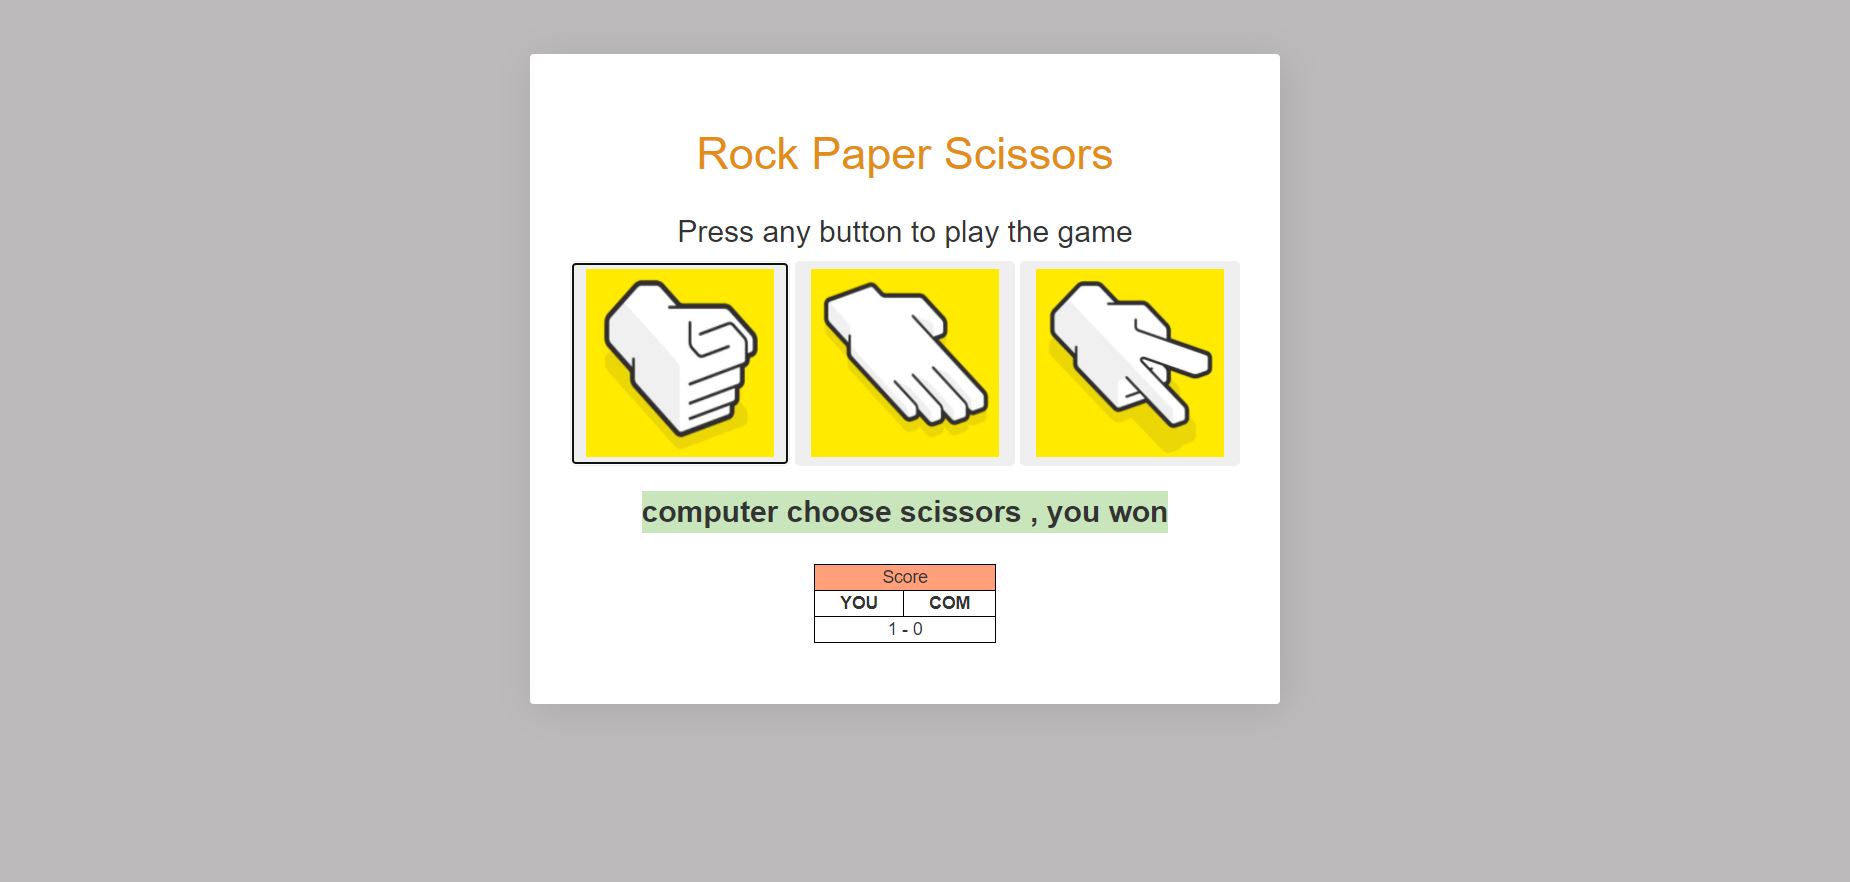 Rock Paper Scissors
Press any button to play the game
computer choose scissors , you won
Score
YOU COM
1 - 0